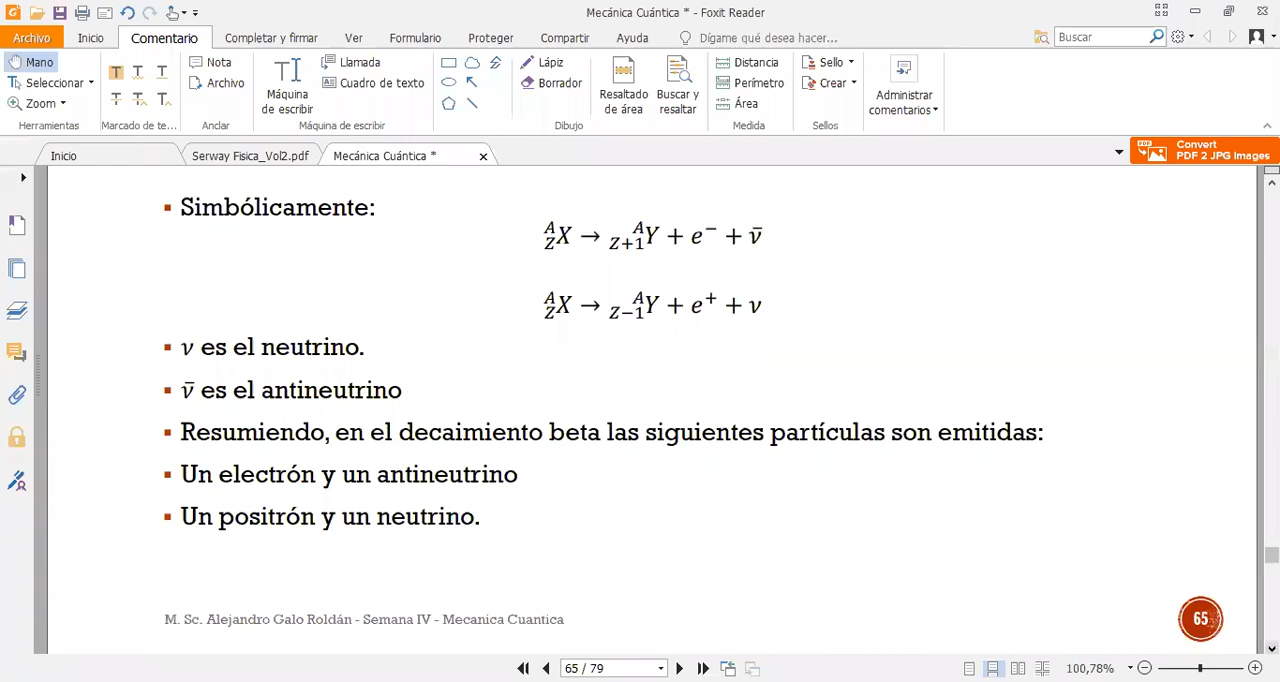 Mecánica Cuántica * - Foxit Reader
Archivo Inicio Comentario Completar y firmar Ver Formulario Proteger Compartir Ayuda Dígame qué desea hacer... Buscar
Mano Nota Llamada Lápiz Distancia Sello
Seleccionar Archivo Cuadro de texto Borrador Perímetro Crear
Zoom Área
Máquina de escribir
Resaltado de área
Buscar y resaltar
Administrar comentarios
Herramientas Marcado de te... Andar Máquina de escribir Dibujo Medida Sellos
Inicio Serway Fisica_Vol2.pdf Mecánica Cuántica *
Convert
PDF 2 JPG Images
▪ Simbólicamente:
$^{A}_{Z}X \rightarrow {}^{A}_{Z+1}Y + e^{-} + \bar{\nu}$
$^{A}_{Z}X \rightarrow {}^{A}_{Z-1}Y + e^{+} + \nu$
▪ ν es el neutrino.
▪ ν̄ es el antineutrino
▪ Resumiendo, en el decaimiento beta las siguientes partículas son emitidas:
▪ Un electrón y un antineutrino
▪ Un positrón y un neutrino.
M. Sc. Alejandro Galo Roldán - Semana IV - Mecanica Cuantica
65
65 / 79
100,78%